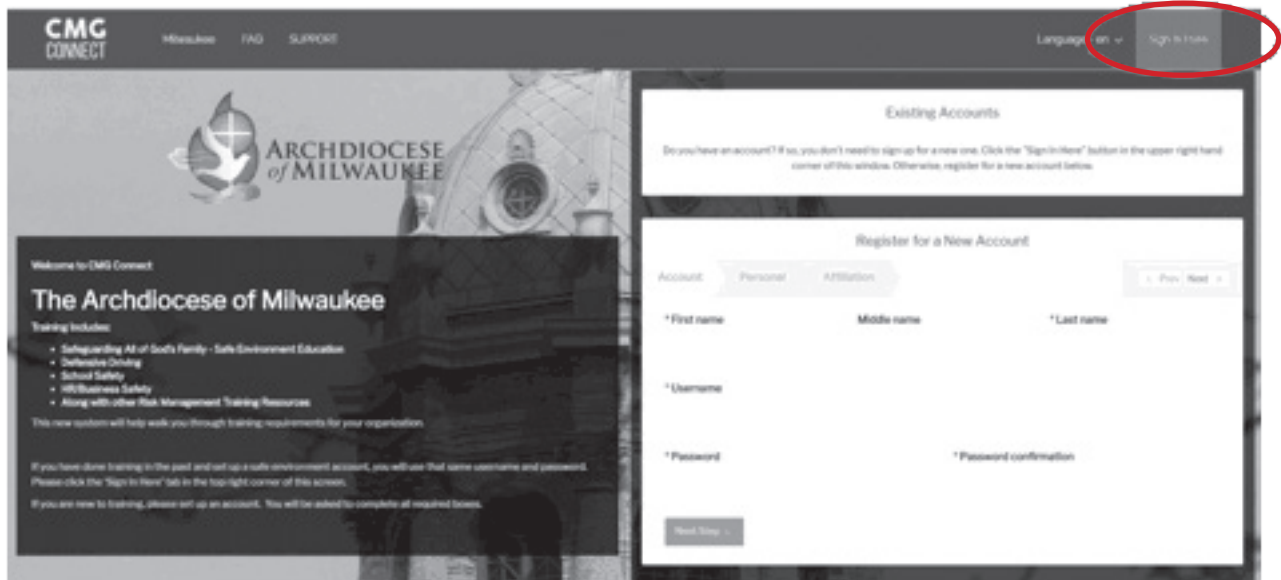 CMG
CONNECT
Milwaukee FAQ SUPPORT
Language - en
Sign In Here
ARCHDIOCESE
of MILWAUKEE
Welcome to CMG Connect
The Archdiocese of Milwaukee
Training Includes:
• Safeguarding All of God's Family - Safe Environment Education
• Defensive Driving
• School Safety
• HR/Business Safety
• Along with other Risk Management Training Resources
This new system will help walk you through training requirements for your organization.
If you have done training in the past and set up a safe environment account, you will use that same username and password.
Please click the "Sign In Here" tab in the top right corner of this screen.
If you are new to training, please set up an account. You will be asked to complete all required boxes.
Existing Accounts
Do you have an account? If so, you don't need to sign up for a new one. Click the "Sign In Here" button in the upper right hand
corner of this window. Otherwise, register for a new account below.
Register for a New Account
Account Personal Affiliation
< Prev Next >
* First name Middle name * Last name
* Username
* Password * Password confirmation
Next Step >